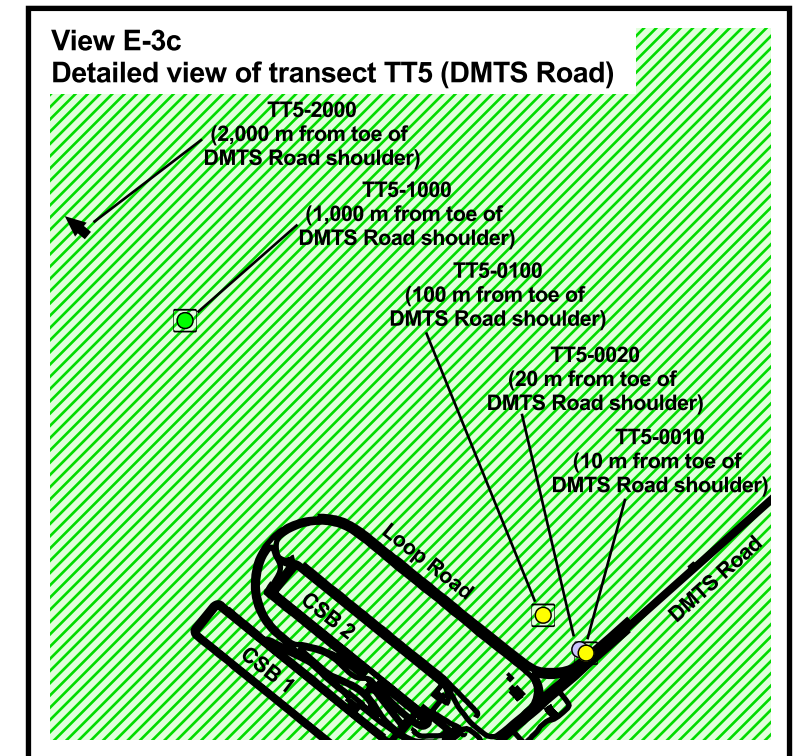 View E-3c
Detailed view of transect TT5 (DMTS Road)
TT5-2000
(2,000 m from toe of
DMTS Road shoulder)
TT5-1000
(1,000 m from toe of
DMTS Road shoulder)
TT5-0100
(100 m from toe of
DMTS Road shoulder)
TT5-0020
(20 m from toe of
DMTS Road shoulder)
TT5-0010
(10 m from toe of
DMTS Road shoulder)
Loop Road
DMTS Road
CSB 2
CSB 1